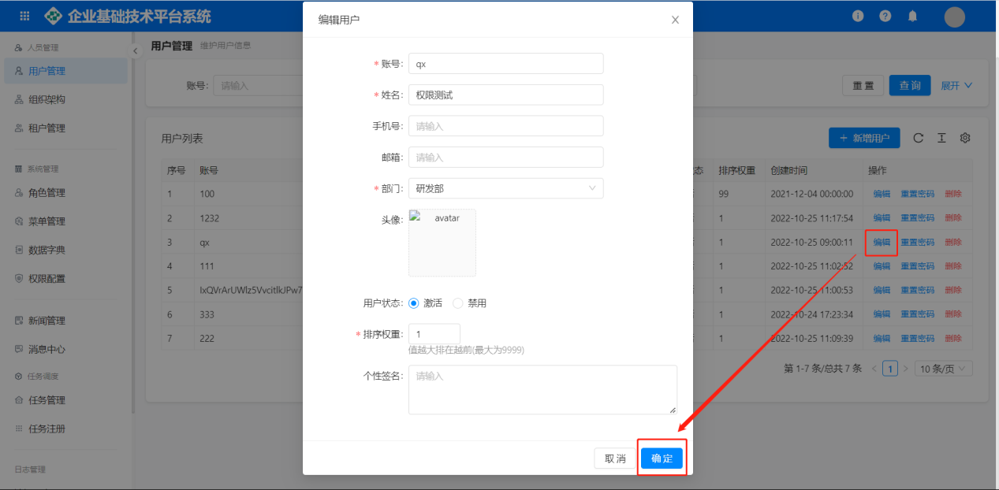 企业基础技术平台系统
人员管理
用户管理
组织架构
租户管理
系统管理
角色管理
菜单管理
数据字典
权限配置
新闻管理
消息中心
任务调度
任务管理
任务注册
日志管理
用户管理 维护用户信息
账号: 请输入
重置 查询 展开
用户列表
+ 新增用户
序号 账号 态 排序权重 创建时间 操作
1 100 99 2021-12-04 00:00:00 编辑 重置密码 删除
2 1232 1 2022-10-25 11:17:54 编辑 重置密码 删除
3 qx 1 2022-10-25 09:00:11 编辑 重置密码 删除
4 111 1 2022-10-25 11:02:52 编辑 重置密码 删除
5 1 2022-10-25 11:00:53 编辑 重置密码 删除
6 333 1 2022-10-24 17:23:34 编辑 重置密码 删除
7 222 1 2022-10-25 11:09:39 编辑 重置密码 删除
第 1-7 条/总共 7 条 < 1 > 10 条/页
编辑用户
* 账号: qx
* 姓名: 权限测试
手机号: 请输入
邮箱: 请输入
* 部门: 研发部
头像: avatar
用户状态: 激活 禁用
* 排序权重: 1
值越大排在越前(最大为9999)
个性签名: 请输入
取消 确定